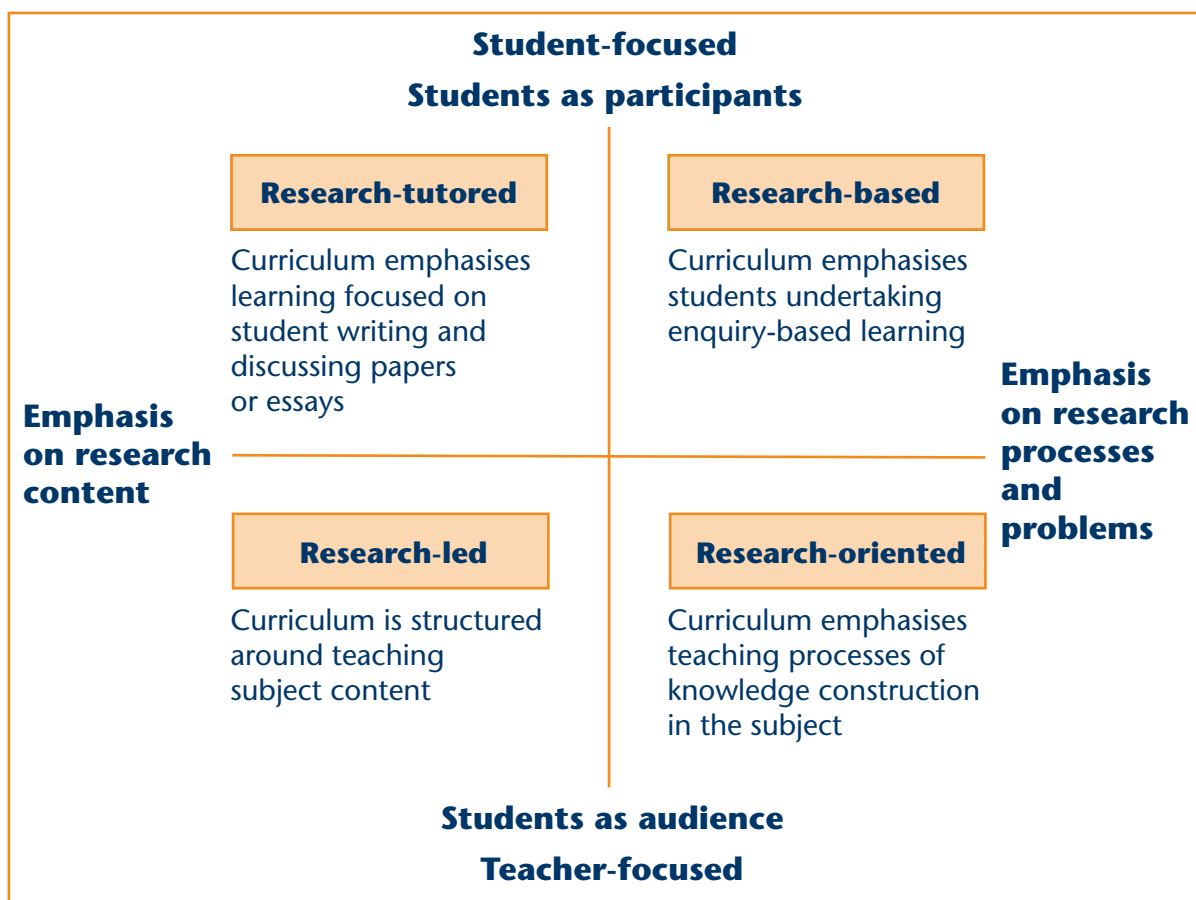 Student-focused
Students as participants
Research-tutored
Curriculum emphasises
learning focused on
student writing and
discussing papers
or essays
Research-based
Curriculum emphasises
students undertaking
enquiry-based learning
Emphasis
on research
content
Emphasis
on research
processes
and
problems
Research-led
Curriculum is structured
around teaching
subject content
Research-oriented
Curriculum emphasises
teaching processes of
knowledge construction
in the subject
Students as audience
Teacher-focused